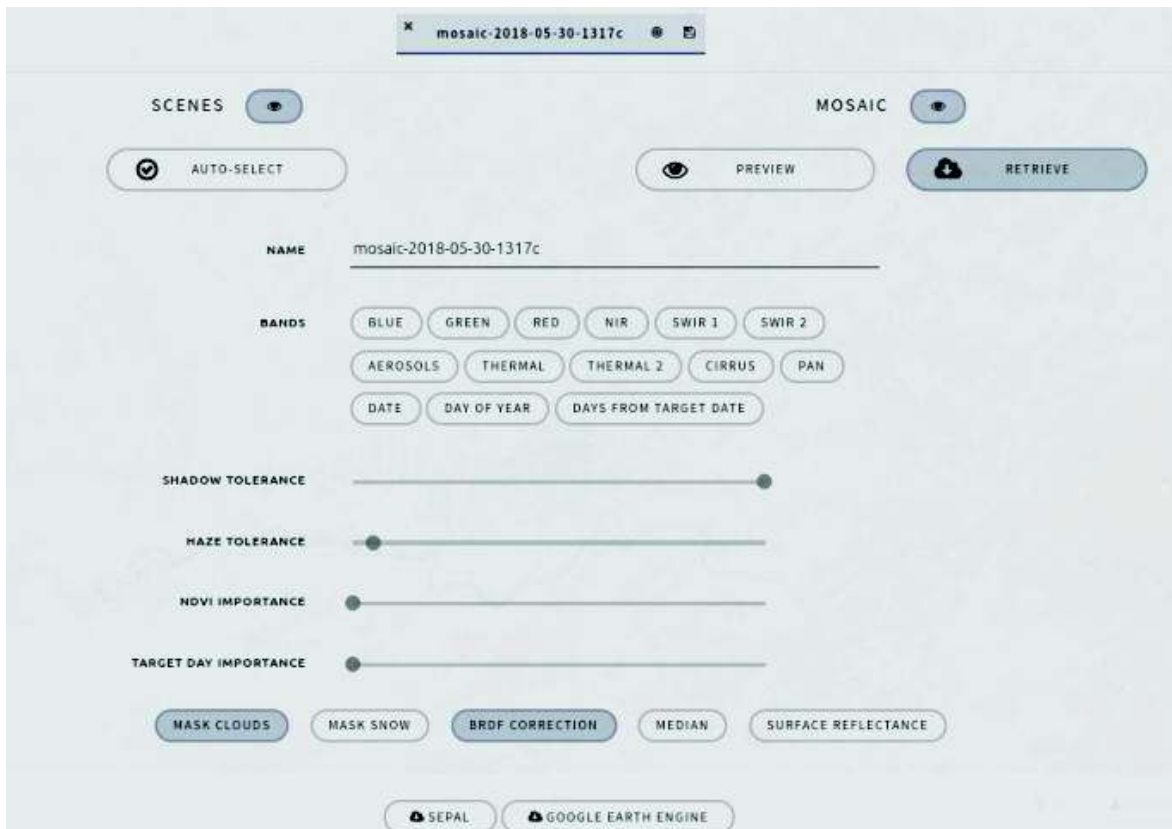 mosaic-2018-05-30-1317c
SCENES MOSAIC
AUTO-SELECT PREVIEW RETRIEVE
NAME mosaic-2018-05-30-1317c
BANDS BLUE GREEN RED NIR SWIR 1 SWIR 2
AEROSOLS THERMAL THERMAL 2 CIRRUS PAN
DATE DAY OF YEAR DAYS FROM TARGET DATE
SHADOW TOLERANCE
HAZE TOLERANCE
NDVI IMPORTANCE
TARGET DAY IMPORTANCE
MASK CLOUDS MASK SNOW BRDF CORRECTION MEDIAN SURFACE REFLECTANCE
SEPAL GOOGLE EARTH ENGINE